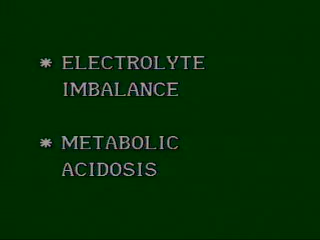 * ELECTROLYTE
IMBALANCE
* METABOLIC
ACIDOSIS